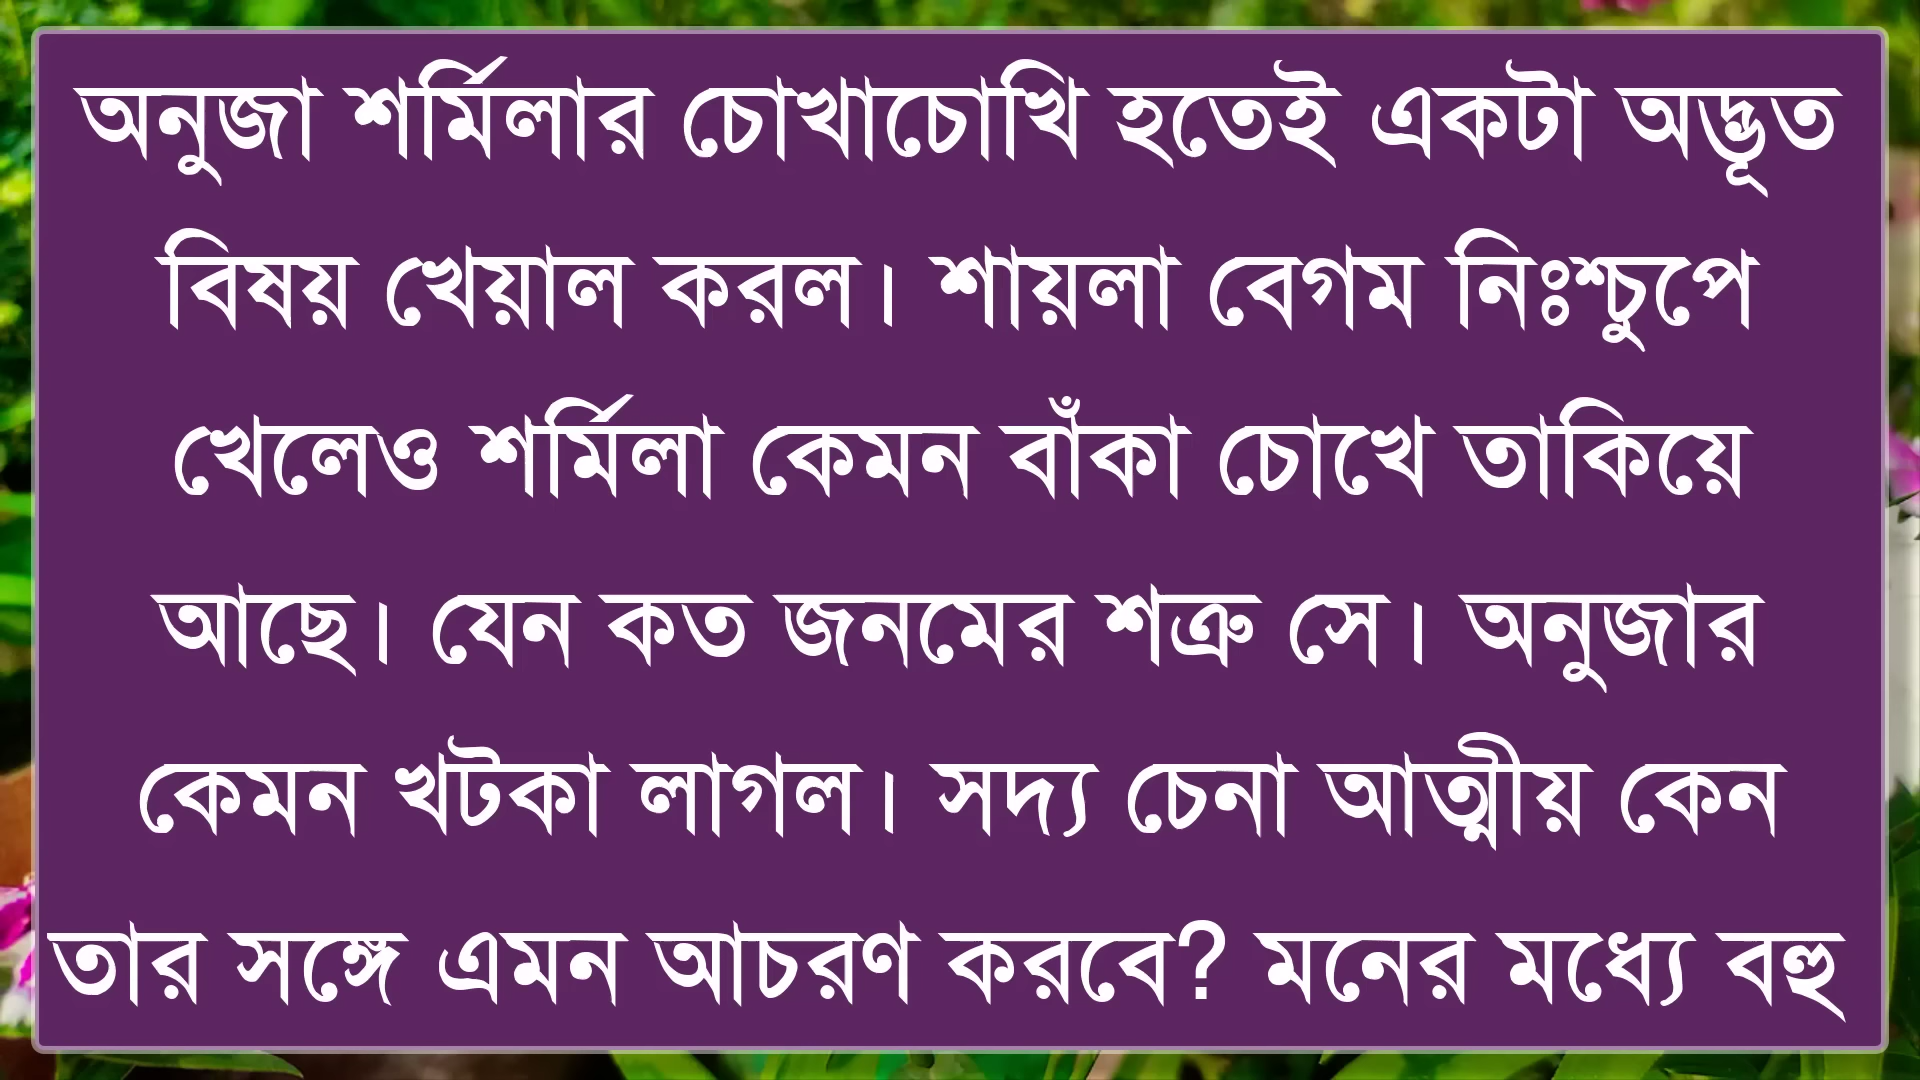 অনুজা শর্মিলার চোখাচোখি হতেই একটা অদ্ভূত
বিষয় খেয়াল করল। শায়লা বেগম নিঃশ্চুপে
খেলেও শর্মিলা কেমন বাঁকা চোখে তাকিয়ে
আছে। যেন কত জনমের শত্রু সে। অনুজার
কেমন খটকা লাগল। সদ্য চেনা আত্মীয় কেন
তার সঙ্গে এমন আচরণ করবে? মনের মধ্যে বহু